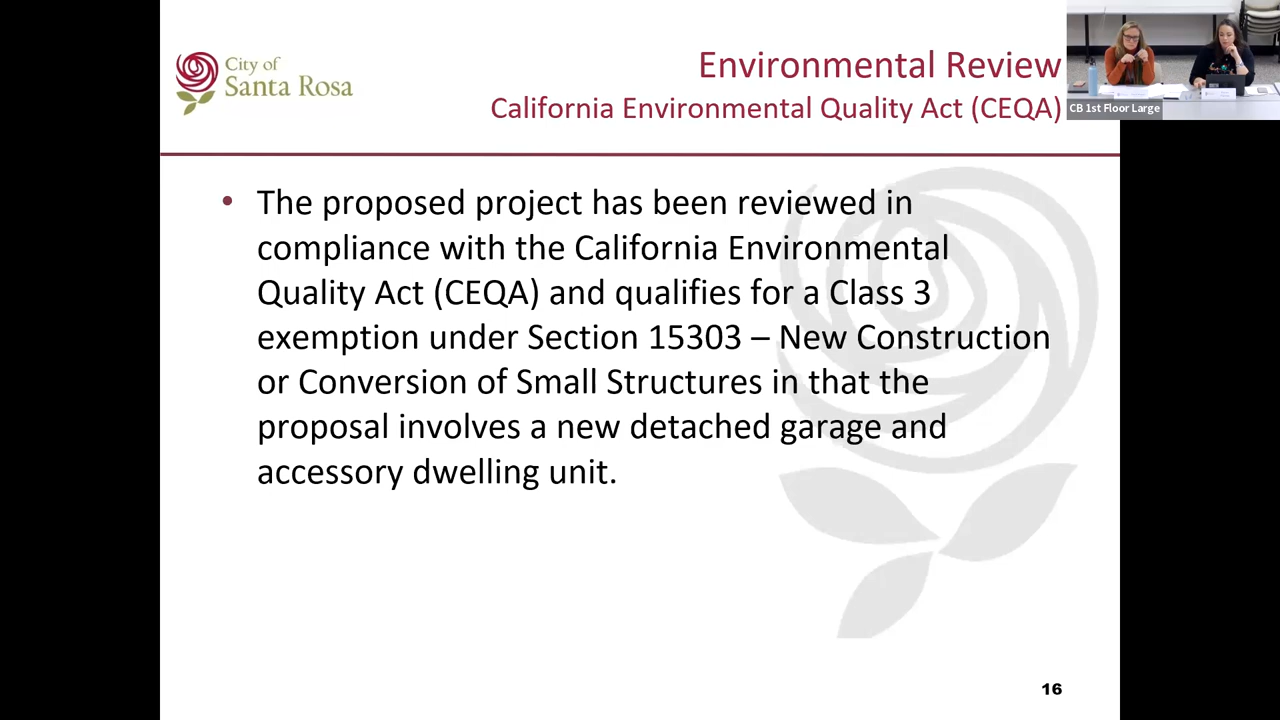 City of
Santa Rosa
Environmental Review
California Environmental Quality Act (CEQA)
CB 1st Floor Large
• The proposed project has been reviewed in
compliance with the California Environmental
Quality Act (CEQA) and qualifies for a Class 3
exemption under Section 15303 – New Construction
or Conversion of Small Structures in that the
proposal involves a new detached garage and
accessory dwelling unit.
16